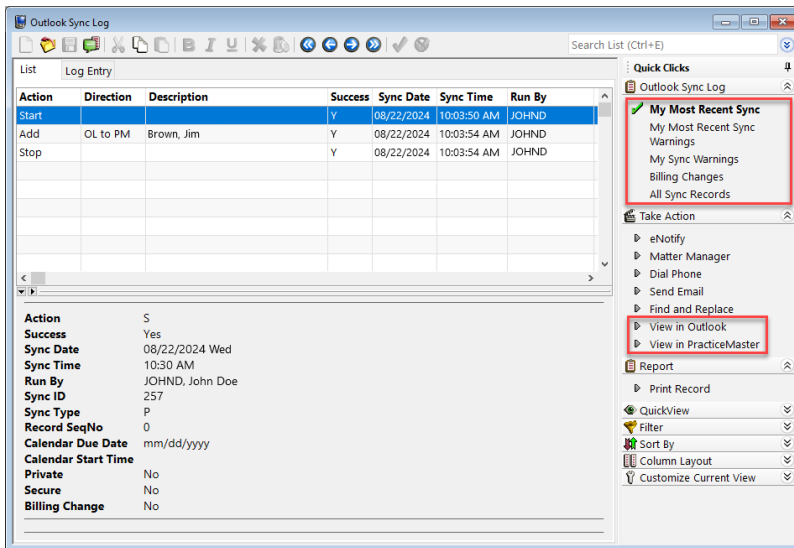 Outlook Sync Log
B I U
Search List (Ctrl+E)
List Log Entry
Action Direction Description Success Sync Date Sync Time Run By
Start Y 08/22/2024 10:03:50 AM JOHND
Add OL to PM Brown, Jim Y 08/22/2024 10:03:54 AM JOHND
Stop Y 08/22/2024 10:03:54 AM JOHND
Action S
Success Yes
Sync Date 08/22/2024 Wed
Sync Time 10:30 AM
Run By JOHND, John Doe
Sync ID 257
Sync Type P
Record SeqNo 0
Calendar Due Date mm/dd/yyyy
Calendar Start Time
Private No
Secure No
Billing Change No
Quick Clicks
Outlook Sync Log
My Most Recent Sync
My Most Recent Sync
Warnings
My Sync Warnings
Billing Changes
All Sync Records
Take Action
eNotify
Matter Manager
Dial Phone
Send Email
Find and Replace
View in Outlook
View in PracticeMaster
Report
Print Record
QuickView
Filter
Sort By
Column Layout
Customize Current View